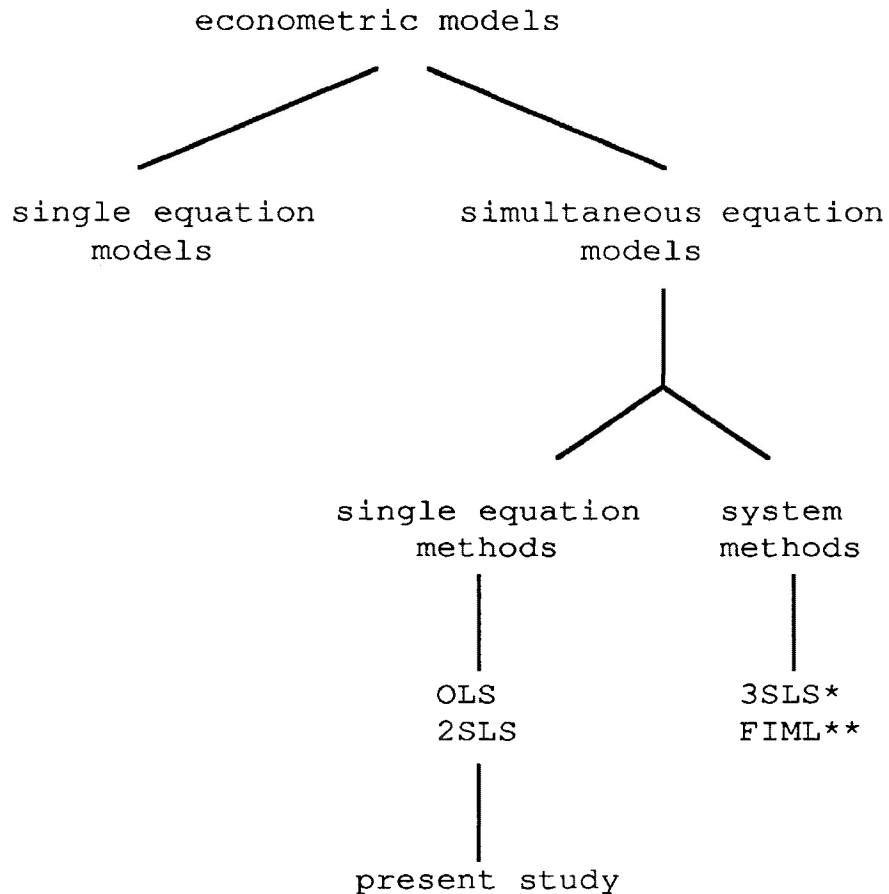 econometric models
single equation
models
simultaneous equation
models
single equation
methods
system
methods
OLS
2SLS
3SLS*
FIML**
present study